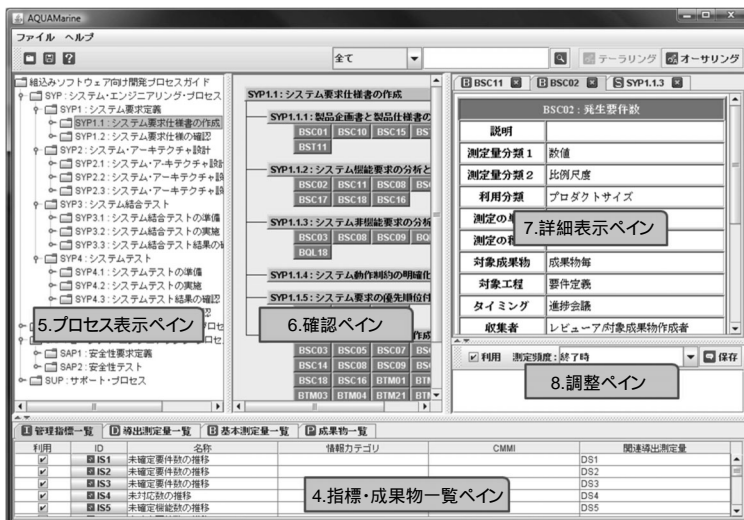 AQUAMarine
ファイル ヘルプ
全て
テーラリング オーサリング
組込みソフトウェア向け開発プロセスガイド
SYP:システム・エンジニアリング・プロセス
SYP1:システム要求定義
SYP1.1:システム要求仕様書の作成
SYP1.2:システム要求仕様の確認
SYP2:システム・アーキテクチャ設計
SYP2.1:システム・アーキテクチャ設計
SYP2.2:システム・アーキテクチャ設
SYP2.3:システム・アーキテクチャ設
SYP3:システム結合テスト
SYP3.1:システム結合テストの準備
SYP3.2:システム結合テストの実施
SYP3.3:システム結合テスト結果の
SYP4:システムテスト
SYP4.1:システムテストの準備
SYP4.2:システムテストの実施
SYP4.3:システムテスト結果の確認
5.プロセス表示ペイン
SAP1:安全性要求定義
SAP2:安全性テスト
SUP:サポート・プロセス
SYP1.1:システム要求仕様書の作成
SYP1.1.1:製品企画書と製品仕様書の
BSC01 BSC10 BSC15
BST11
SYP1.1.2:システム機能要求の分析と
BSC02 BSC11 BSC08
BSC17 BSC18 BSC16
SYP1.1.3:システム非機能要求の分析
BSC03 BSC08 BSC09
BQL18
SYP1.1.4:システム動作制約の明確化
SYP1.1.5:システム要求の優先順位付
6.確認ペイン
BSC03 BSC05 BSC07
BSC14 BSC08 BSC09
BSC18 BSC16 BTM01
BTM03 BTM04 BTM21
BSC11 BSC02 SYP1.1.3
BSC02:発生要件数
説明
測定量分類1 数値
測定量分類2 比例尺度
利用分類 プロダクトサイズ
7.詳細表示ペイン
対象成果物 成果物毎
対象工程 要件定義
タイミング 進捗会議
収集者 レビューア/対象成果物作成者
利用 測定頻度:終了時 保存
8.調整ペイン
管理指標一覧 導出測定量一覧 基本測定量一覧 成果物一覧
利用 ID 名称 情報カテゴリ CMMI 関連導出測定量
IS1 未確定要件数の推移 DS1
IS2 未確定要件数の推移 DS2
IS3 未確定要件数の推移 DS3
IS4 未対応数の推移 DS4
IS5 未確定機能数の推移 DS5
4.指標・成果物一覧ペイン